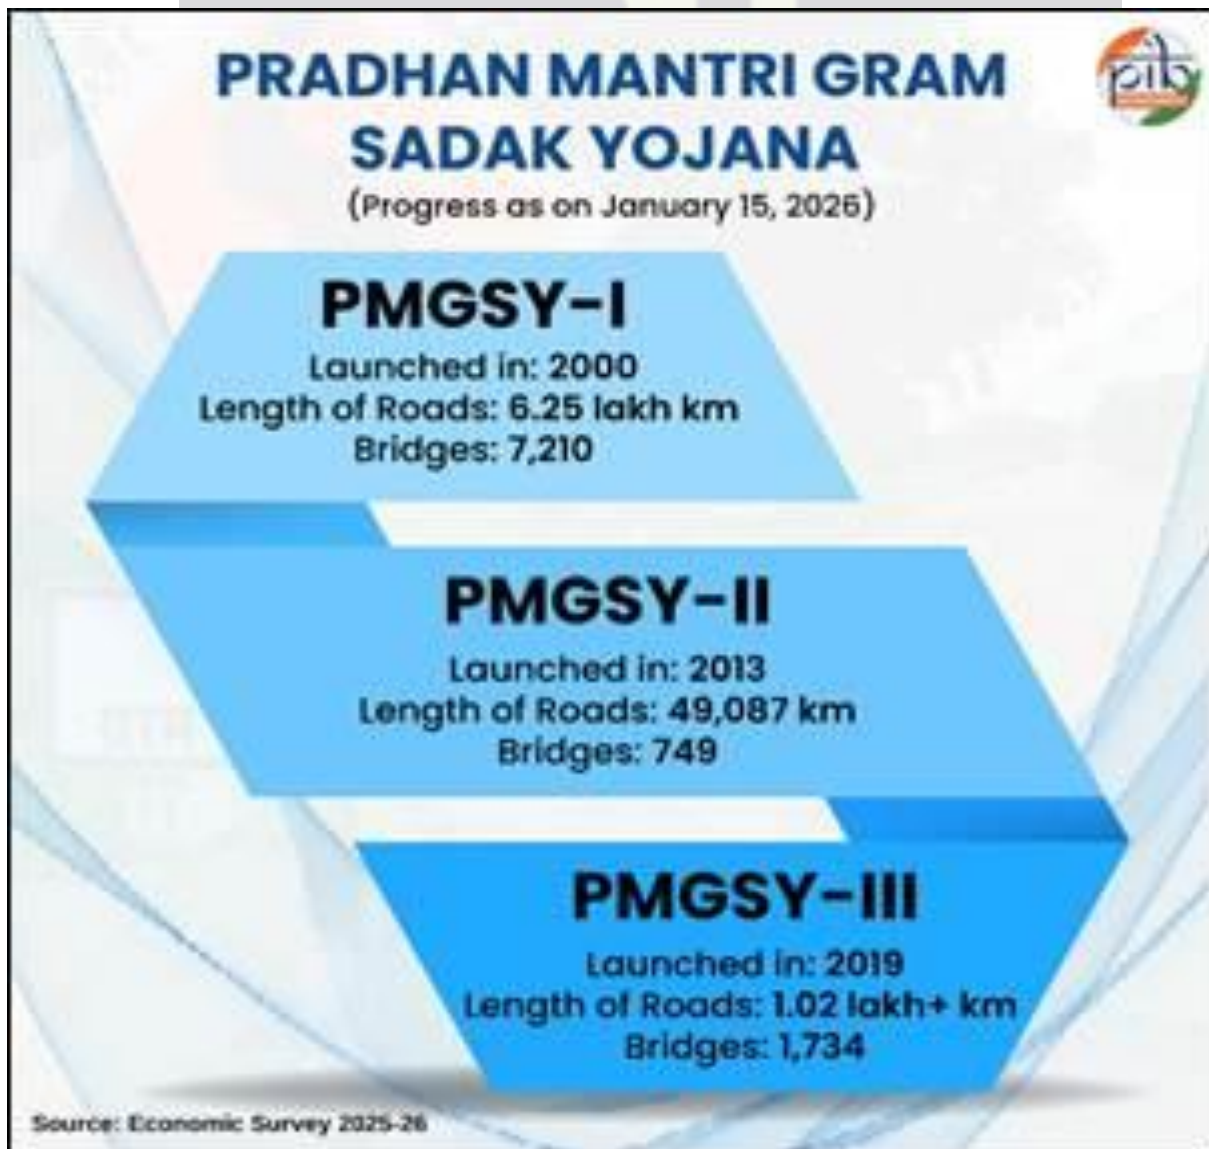 PRADHAN MANTRI GRAM
SADAK YOJANA
(Progress as on January 15, 2026)
pib
PMGSY-I
Launched in: 2000
Length of Roads: 6.25 lakh km
Bridges: 7,210
PMGSY-II
Launched in: 2013
Length of Roads: 49,087 km
Bridges: 749
PMGSY-III
Launched in: 2019
Length of Roads: 1.02 lakh+ km
Bridges: 1,734
Source: Economic Survey 2025-26